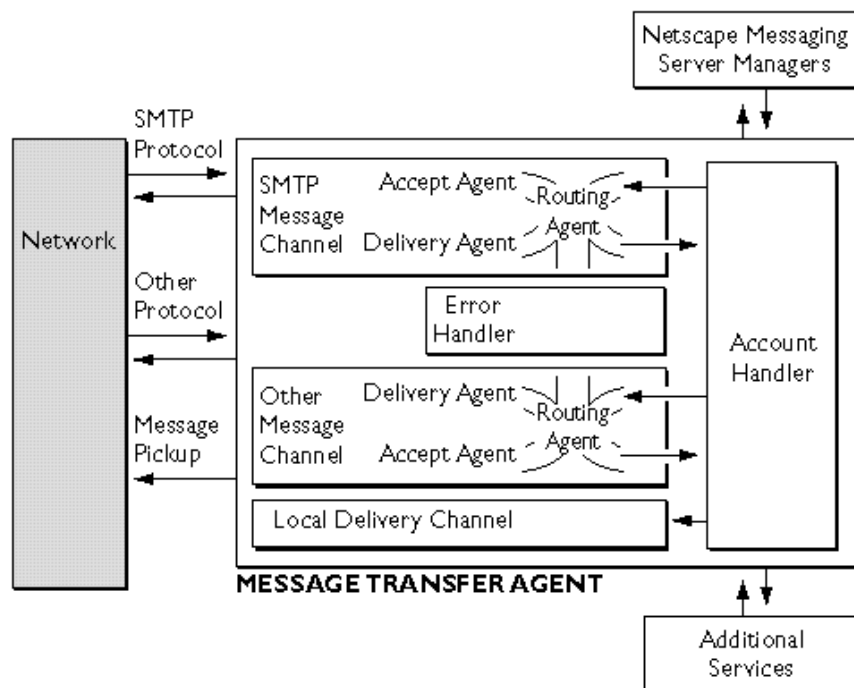 Netscape Messaging
Server Managers
SMTP
Protocol
Network
Other
Protocol
Message
Pickup
SMTP
Message
Channel
Accept Agent
Delivery Agent
Routing
Agent
Error
Handler
Other
Message
Channel
Delivery Agent
Accept Agent
Routing
Agent
Local Delivery Channel
Account
Handler
MESSAGE TRANSFER AGENT
Additional
Services